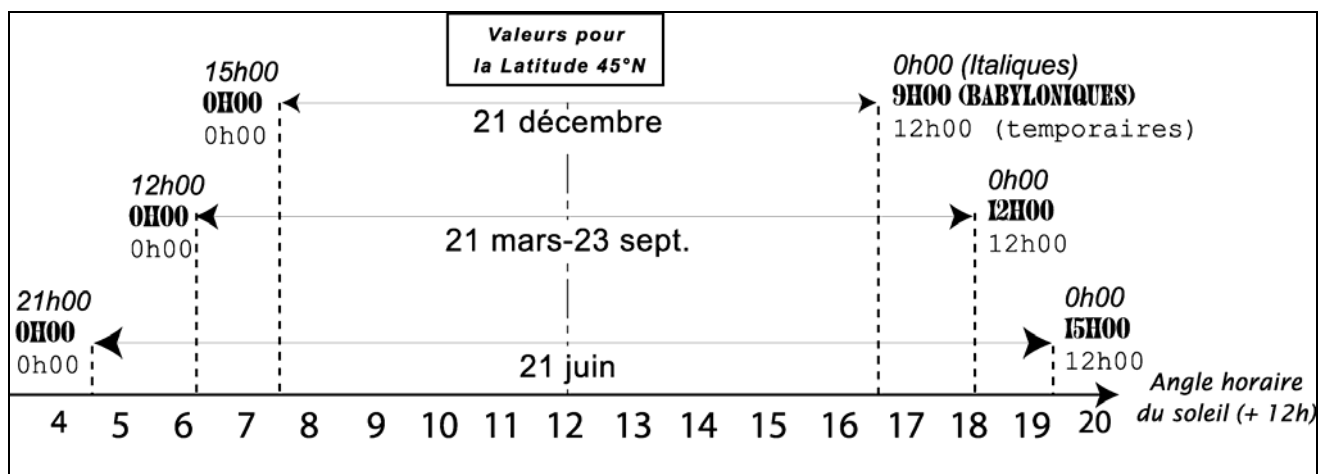 Valeurs pour
la Latitude 45°N
15h00
0H00
0h00
0h00 (Italiques)
9H00 (BABYLONIQUES)
12h00 (temporaires)
21 décembre
12h00
0H00
0h00
0h00
12H00
12h00
21 mars-23 sept.
21h00
0H00
0h00
0h00
15H00
12h00
21 juin
4 5 6 7 8 9 10 11 12 13 14 15 16 17 18 19 20
Angle horaire
du soleil (+ 12h)